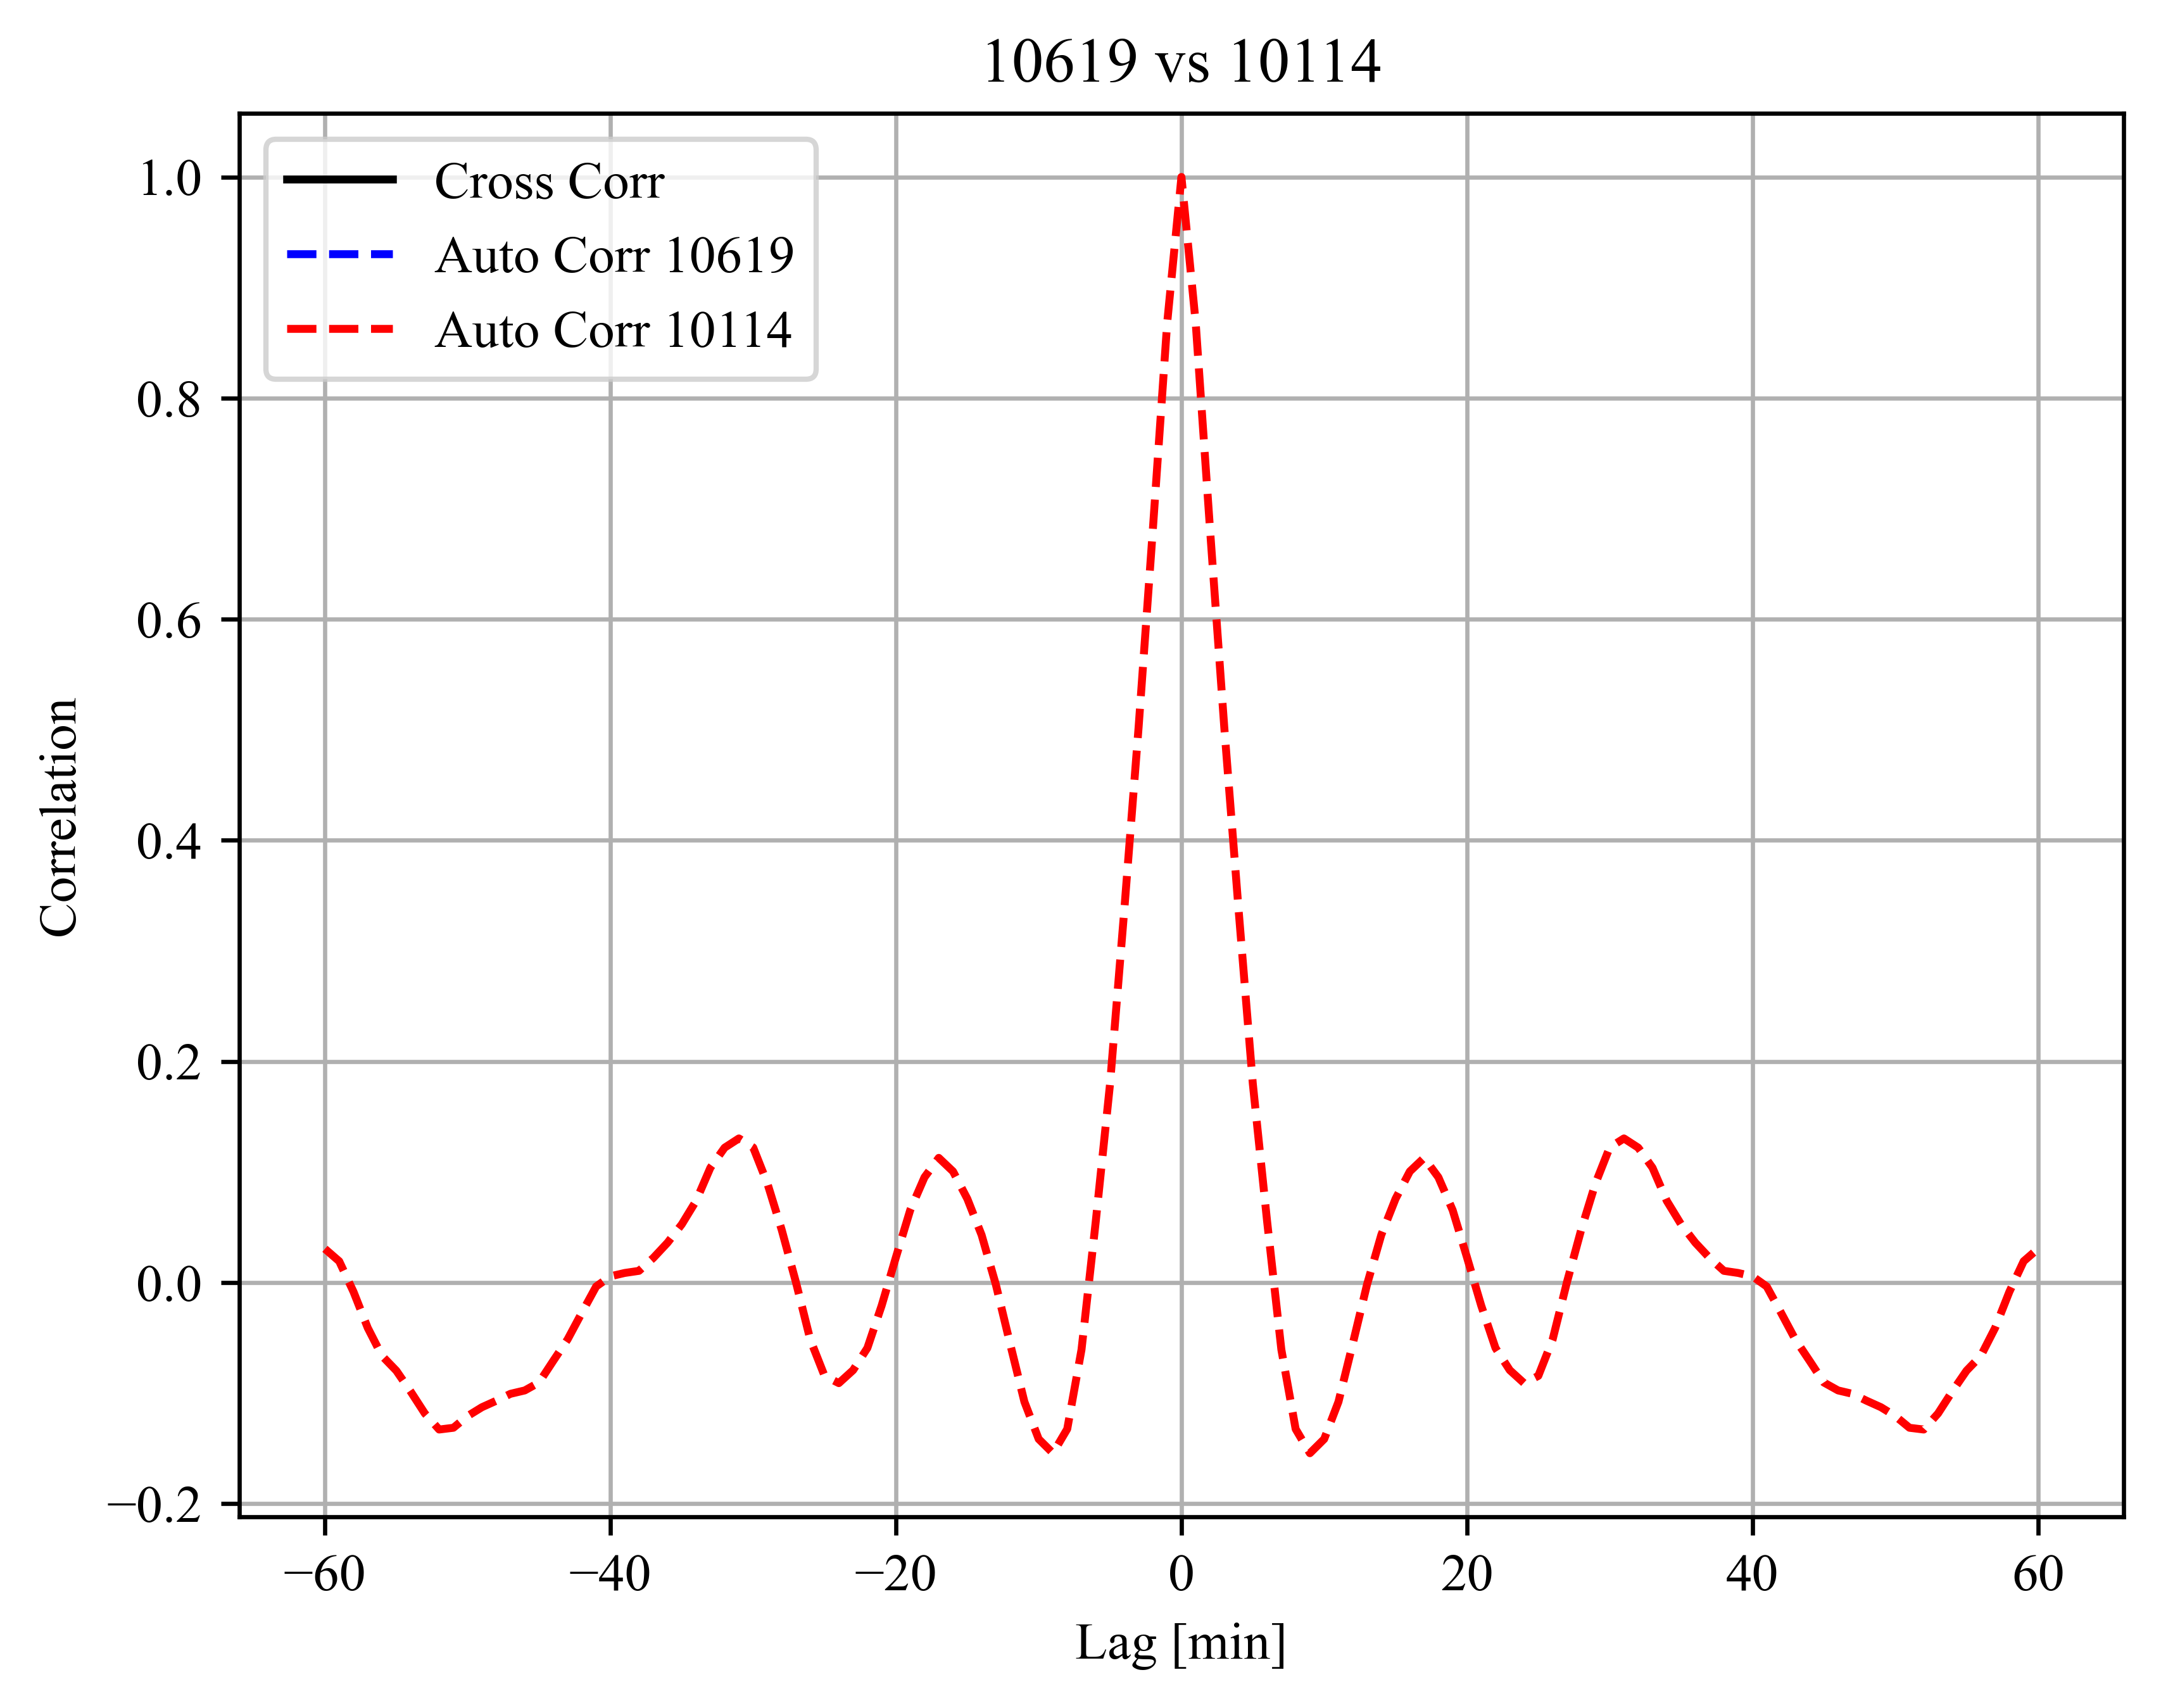 10619 vs 10114
Cross Corr
Auto Corr 10619
Auto Corr 10114
1.0
0.8
0.6
0.4
0.2
0.0
−0.2
Correlation
−60
−40
−20
0
20
40
60
Lag [min]